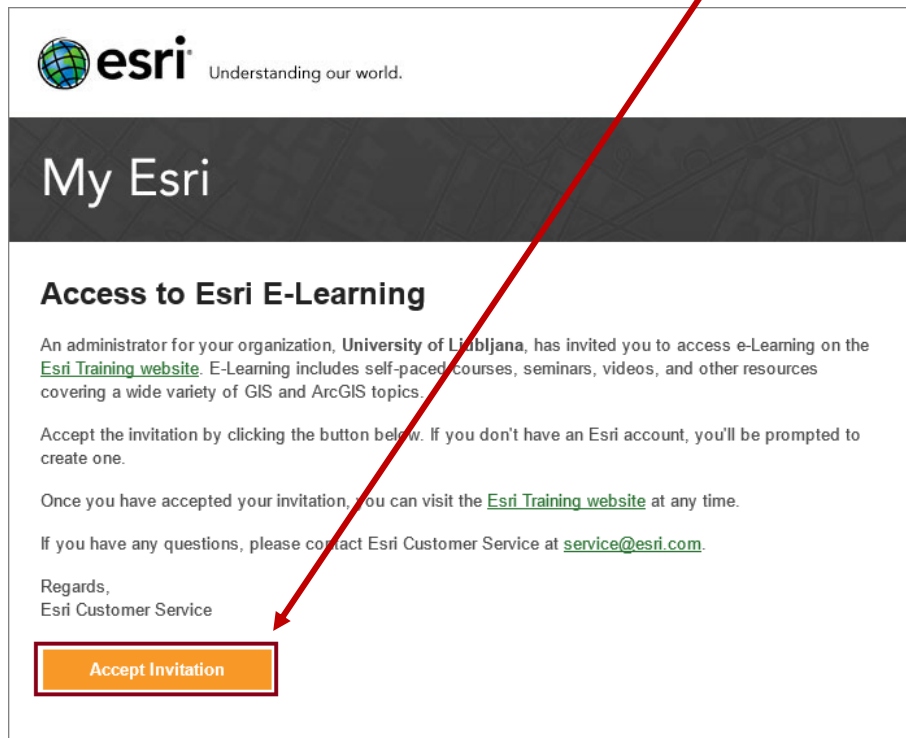 esri Understanding our world.
My Esri
Access to Esri E-Learning
An administrator for your organization, University of Ljubljana, has invited you to access e-Learning on the
Esri Training website. E-Learning includes self-paced courses, seminars, videos, and other resources
covering a wide variety of GIS and ArcGIS topics.
Accept the invitation by clicking the button below. If you don't have an Esri account, you'll be prompted to
create one.
Once you have accepted your invitation, you can visit the Esri Training website at any time.
If you have any questions, please contact Esri Customer Service at service@esri.com.
Regards,
Esri Customer Service
Accept Invitation